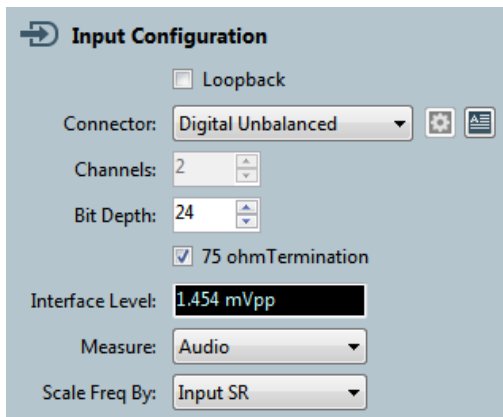 Input Configuration
Loopback
Connector: Digital Unbalanced
Channels: 2
Bit Depth: 24
75 ohmTermination
Interface Level: 1.454 mVpp
Measure: Audio
Scale Freq By: Input SR